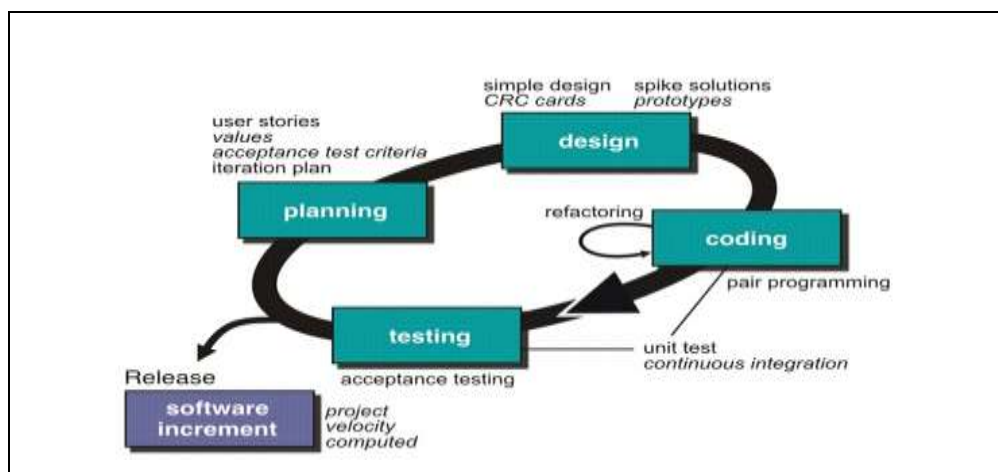 simple design
CRC cards
spike solutions
prototypes
user stories
values
acceptance test criteria
iteration plan
design
planning
refactoring
coding
pair programming
testing
unit test
continuous integration
acceptance testing
Release
software
increment
project
velocity
computed